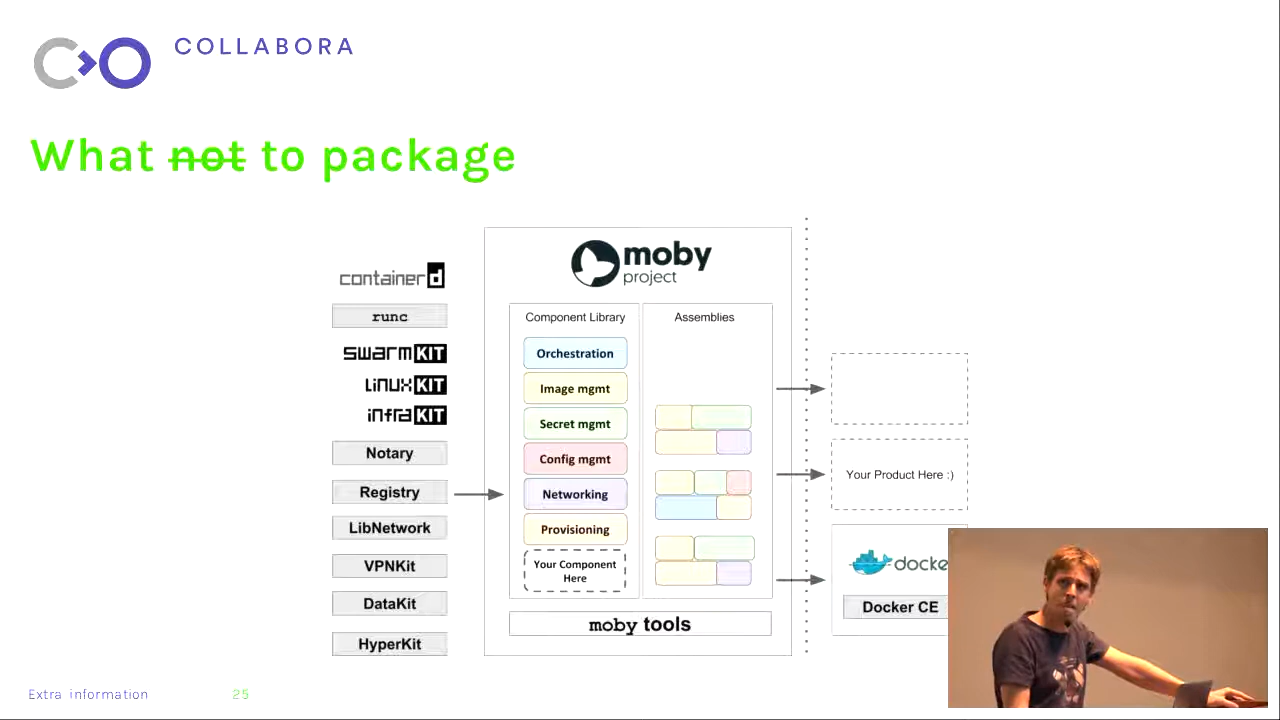 COLLABORA
What not to package
containerd
runc
swarmKIT
LinuxKIT
infraKIT
Notary
Registry
LibNetwork
VPNKit
DataKit
HyperKit
moby
project
Component Library
Orchestration
Image mgmt
Secret mgmt
Config mgmt
Networking
Provisioning
Your Component
Here
Assemblies
moby tools
Your Product Here :)
docke
Docker CE
Extra information
25